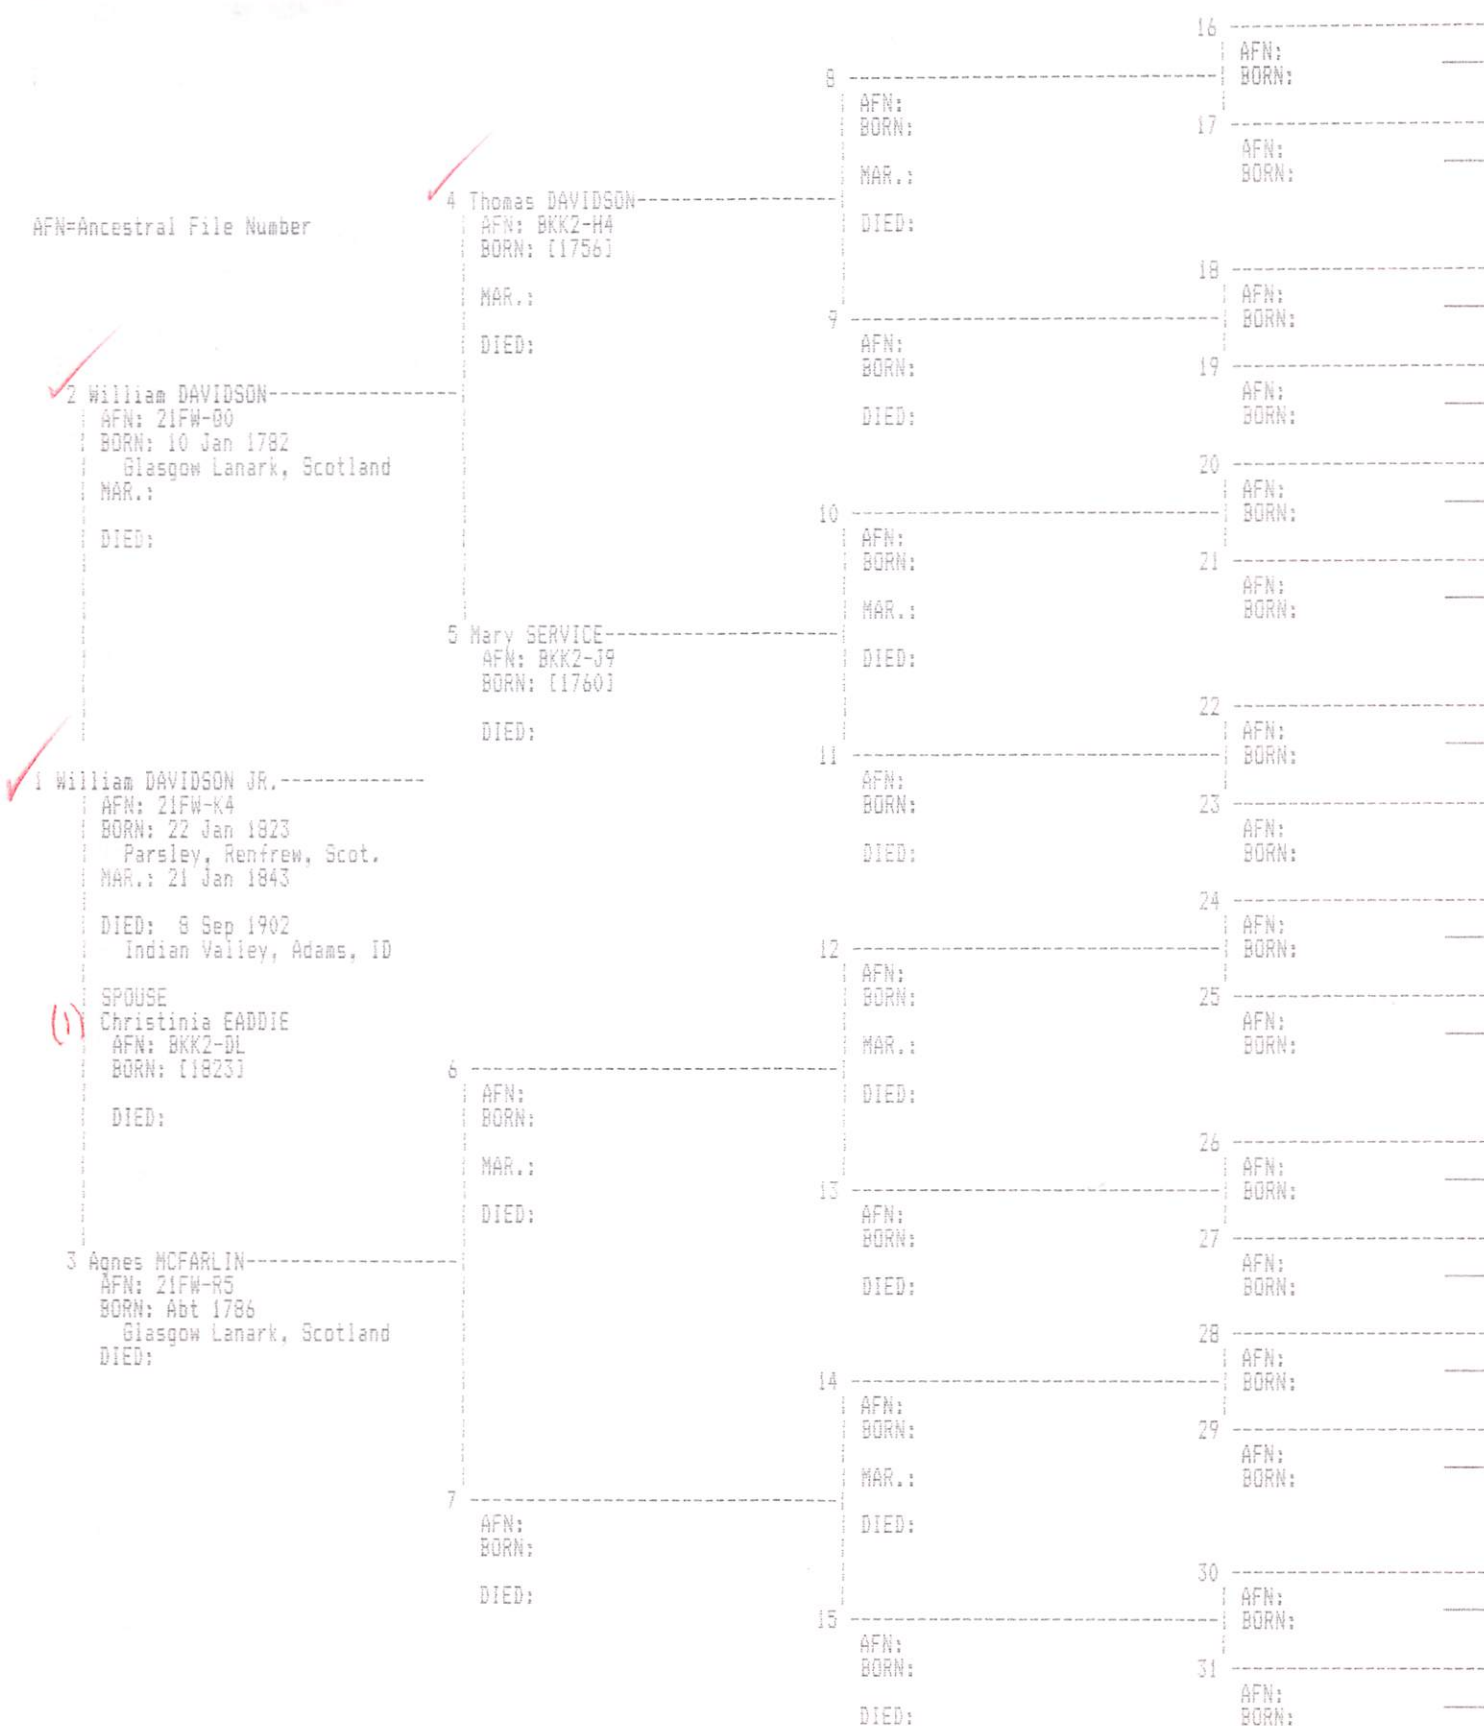 AFN=Ancestral File Number
2 William DAVIDSON
AFN: 21FW-Q0
BORN: 10 Jan 1782
Glasgow Lanark, Scotland
MAR.:
DIED:
1 William DAVIDSON JR.
AFN: 21FW-K4
BORN: 22 Jan 1823
Parsley, Renfrew, Scot.
MAR.: 21 Jan 1843
DIED: 8 Sep 1902
Indian Valley, Adams, ID
SPOUSE
(1) Christinia EADDIE
AFN: BKK2-DL
BORN: [1823]
DIED:
3 Agnes MCFARLIN
AFN: 21FW-R5
BORN: Abt 1786
Glasgow Lanark, Scotland
DIED:
4 Thomas DAVIDSON
AFN: BKK2-H4
BORN: [1756]
MAR.:
DIED:
5 Mary SERVICE
AFN: BKK2-J9
BORN: [1760]
DIED:
6
AFN:
BORN:
MAR.:
DIED:
7
AFN:
BORN:
DIED:
8
AFN:
BORN:
MAR.:
DIED:
9
AFN:
BORN:
DIED:
10
AFN:
BORN:
MAR.:
DIED:
11
AFN:
BORN:
DIED:
12
AFN:
BORN:
MAR.:
DIED:
13
AFN:
BORN:
DIED:
14
AFN:
BORN:
MAR.:
DIED:
15
AFN:
BORN:
DIED:
16
AFN:
BORN:
17
AFN:
BORN:
18
AFN:
BORN:
19
AFN:
BORN:
20
AFN:
BORN:
21
AFN:
BORN:
22
AFN:
BORN:
23
AFN:
BORN:
24
AFN:
BORN:
25
AFN:
BORN:
26
AFN:
BORN:
27
AFN:
BORN:
28
AFN:
BORN:
29
AFN:
BORN:
30
AFN:
BORN:
31
AFN:
BORN: